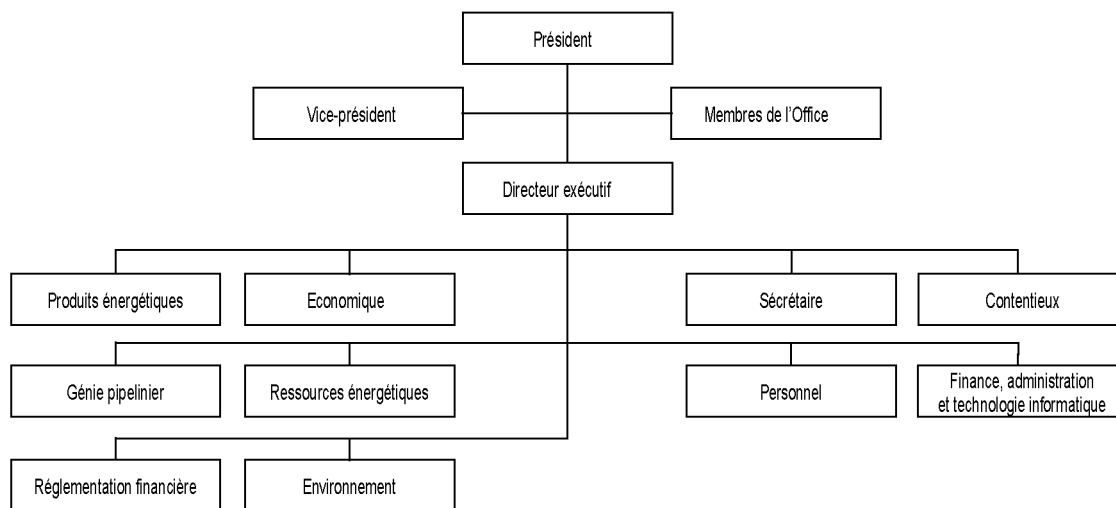 Président
Vice-président
Membres de l'Office
Directeur exécutif
Produits énergétiques
Economique
Sécrétaire
Contentieux
Génie pipelinier
Ressources énergétiques
Personnel
Finance, administration
et technologie informatique
Réglementation financière
Environnement